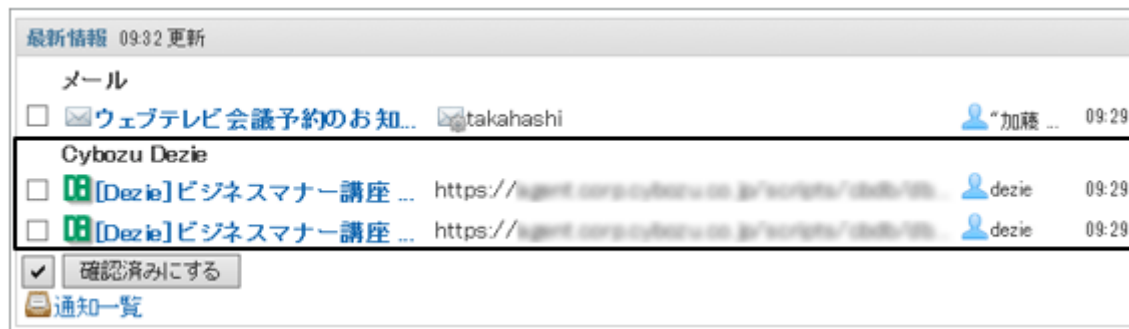 最新情報 09:32 更新
メール
ウェブテレビ会議予約のお知... takahashi “加藤 ... 09:29
Cybozu Dezie
[Dezie]ビジネスマナー講座 ... https:// dezie 09:29
[Dezie]ビジネスマナー講座 ... https:// dezie 09:29
確認済みにする
通知一覧